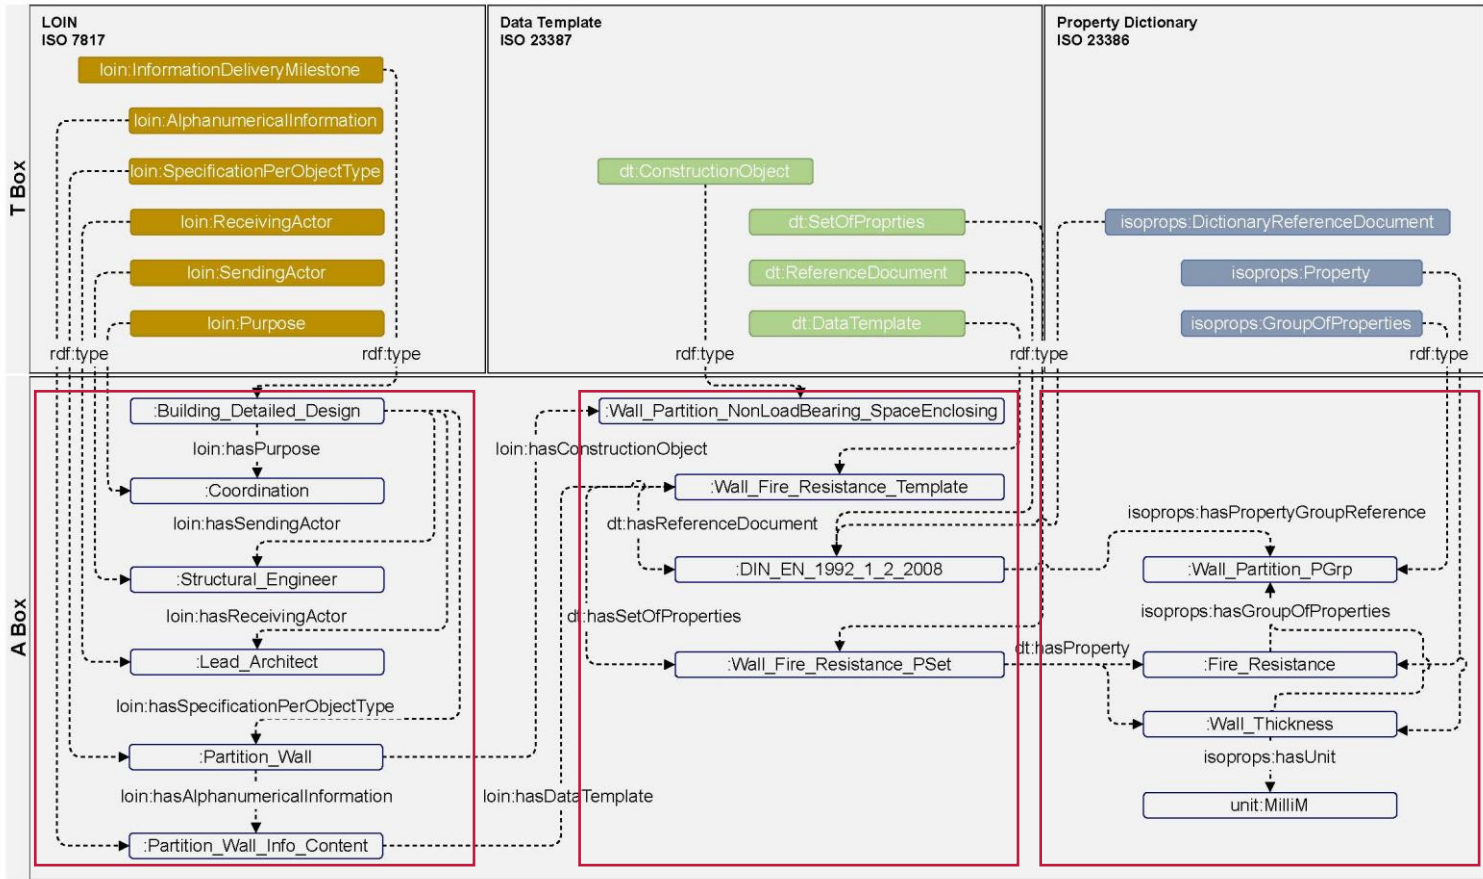 LOIN
ISO 7817
Data Template
ISO 23387
Property Dictionary
ISO 23386
T Box
loin:InformationDeliveryMilestone
loin:AlphanumericalInformation
loin:SpecificationPerObjectType
dt:ConstructionObject
loin:ReceivingActor
dt:SetOfProprties
isoprops:DictionaryReferenceDocument
loin:SendingActor
dt:ReferenceDocument
isoprops:Property
loin:Purpose
dt:DataTemplate
isoprops:GroupOfProperties
rdf:type
rdf:type
rdf:type
rdf:type
rdf:type
A Box
:Building_Detailed_Design
:Wall_Partition_NonLoadBearing_SpaceEnclosing
loin:hasPurpose
loin:hasConstructionObject
:Coordination
:Wall_Fire_Resistance_Template
loin:hasSendingActor
dt:hasReferenceDocument
isoprops:hasPropertyGroupReference
:Structural_Engineer
:DIN_EN_1992_1_2_2008
:Wall_Partition_PGrp
loin:hasReceivingActor
dt:hasSetOfProperties
isoprops:hasGroupOfProperties
:Lead_Architect
:Wall_Fire_Resistance_PSet
dt:hasProperty
:Fire_Resistance
loin:hasSpecificationPerObjectType
:Wall_Thickness
:Partition_Wall
isoprops:hasUnit
loin:hasAlphanumericalInformation
loin:hasDataTemplate
unit:MilliM
:Partition_Wall_Info_Content